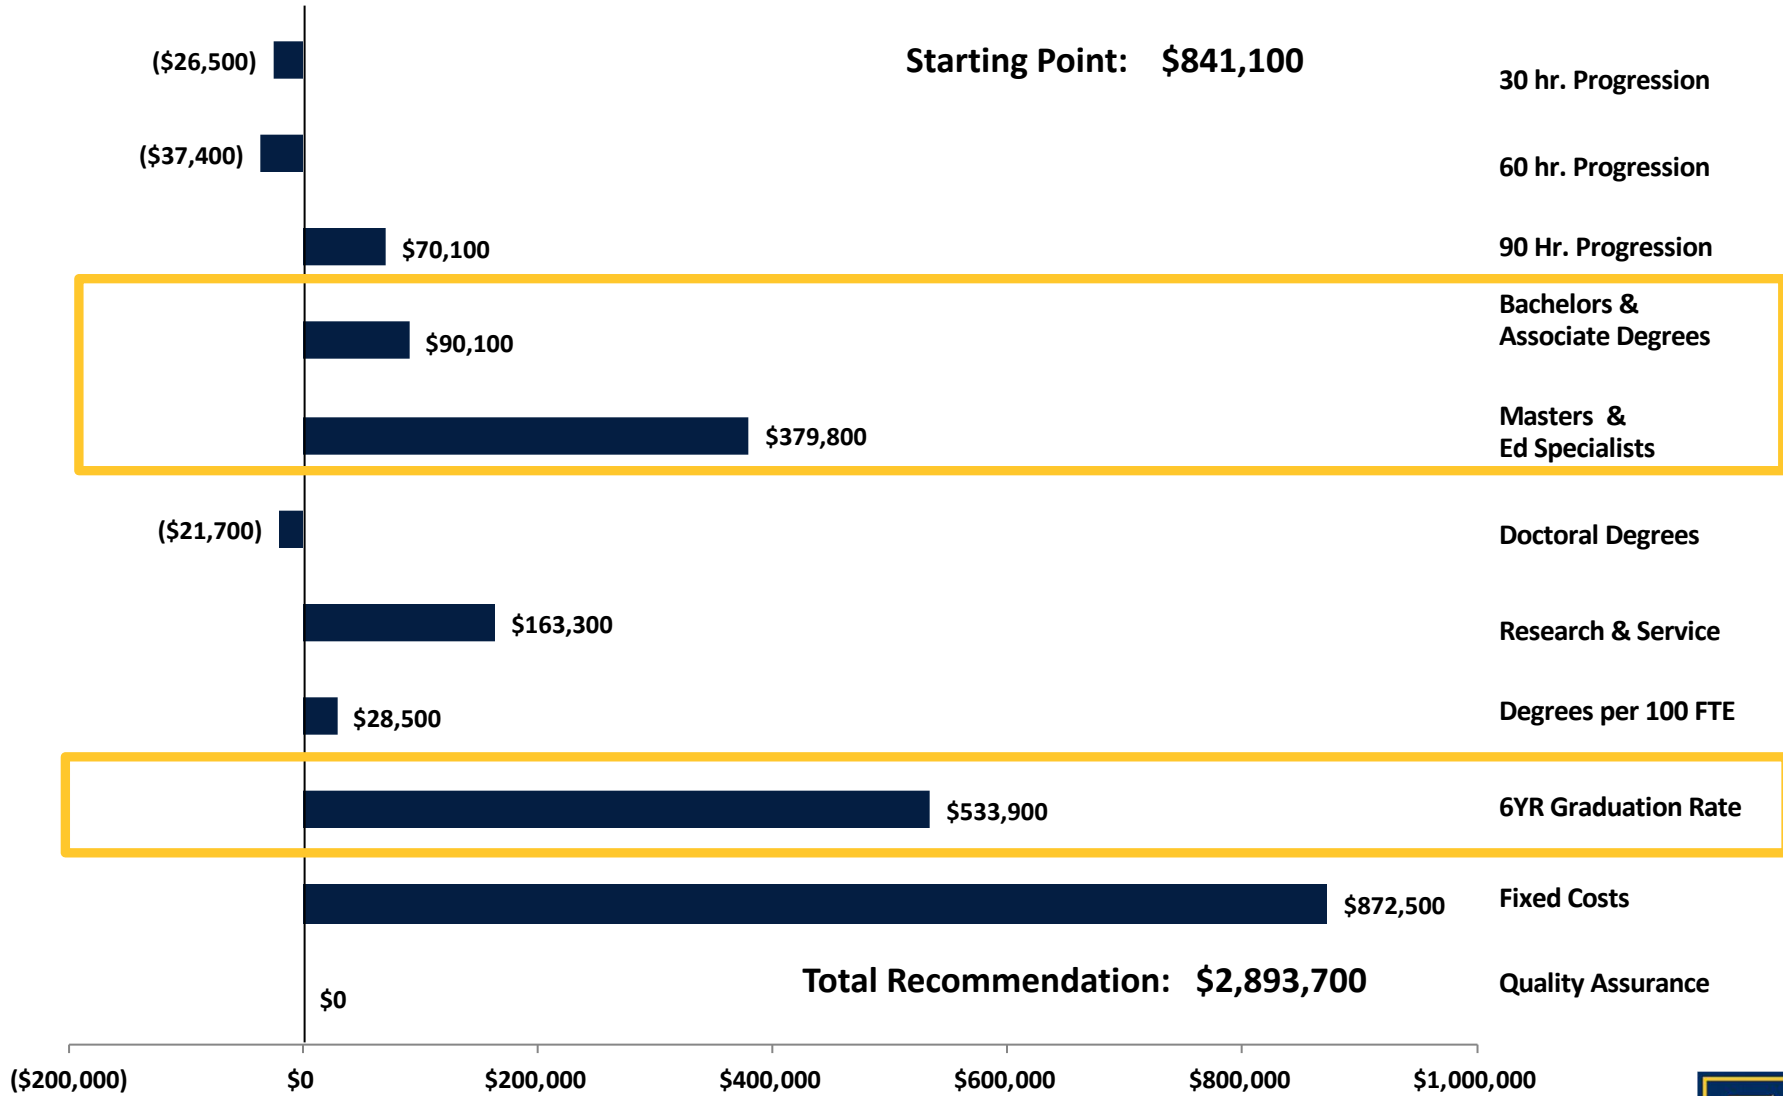 ($26,500)
Starting Point: $841,100
30 hr. Progression
($37,400)
60 hr. Progression
$70,100
90 Hr. Progression
$90,100
Bachelors &
Associate Degrees
$379,800
Masters &
Ed Specialists
($21,700)
Doctoral Degrees
$163,300
Research & Service
$28,500
Degrees per 100 FTE
$533,900
6YR Graduation Rate
$872,500
Fixed Costs
$0
Total Recommendation: $2,893,700
Quality Assurance
($200,000) $0 $200,000 $400,000 $600,000 $800,000 $1,000,000